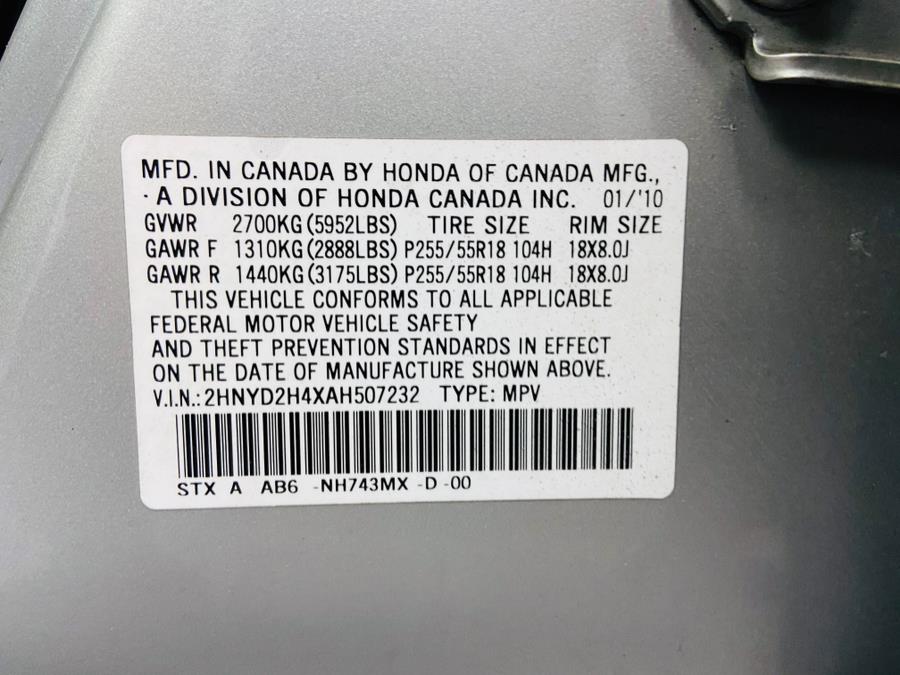 MFD. IN CANADA BY HONDA OF CANADA MFG.,
· A DIVISION OF HONDA CANADA INC. 01/'10
GVWR 2700KG(5952LBS) TIRE SIZE RIM SIZE
GAWR F 1310KG(2888LBS) P255/55R18 104H 18X8.0J
GAWR R 1440KG(3175LBS) P255/55R18 104H 18X8.0J
THIS VEHICLE CONFORMS TO ALL APPLICABLE
FEDERAL MOTOR VEHICLE SAFETY
AND THEFT PREVENTION STANDARDS IN EFFECT
ON THE DATE OF MANUFACTURE SHOWN ABOVE.
V.I.N.:2HNYD2H4XAH507232 TYPE: MPV
STX A AB6 -NH743MX -D -00